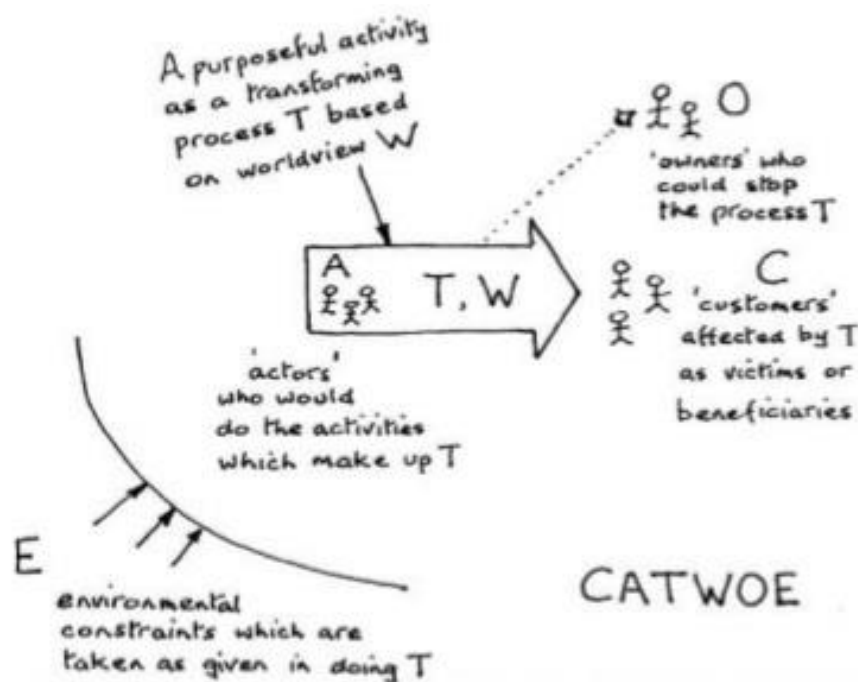 A purposeful activity
as a transforming
process T based
on worldview W
O
'owners' who
could stop
the process T
A
T, W
C
'customers'
affected by T
as victims or
beneficiaries
'actors'
who would
do the activities
which make up T
E
environmental
constraints which are
taken as given in doing T
CATWOE